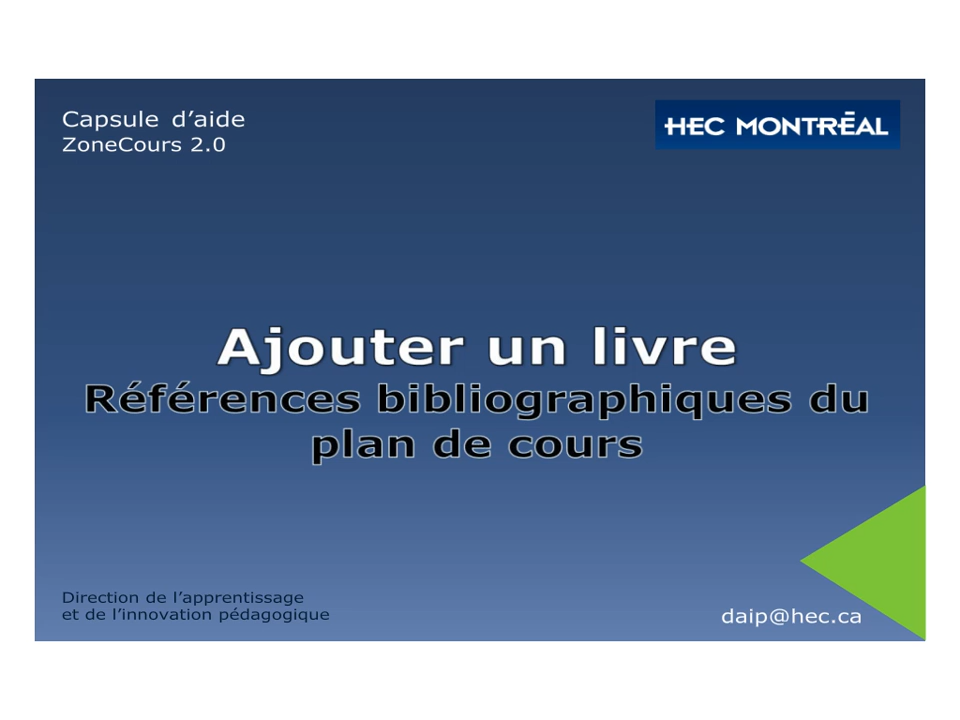 Capsule d’aide
ZoneCours 2.0
HEC MONTRÉAL
Ajouter un livre
Références bibliographiques du
plan de cours
Direction de l’apprentissage
et de l’innovation pédagogique
daip@hec.ca